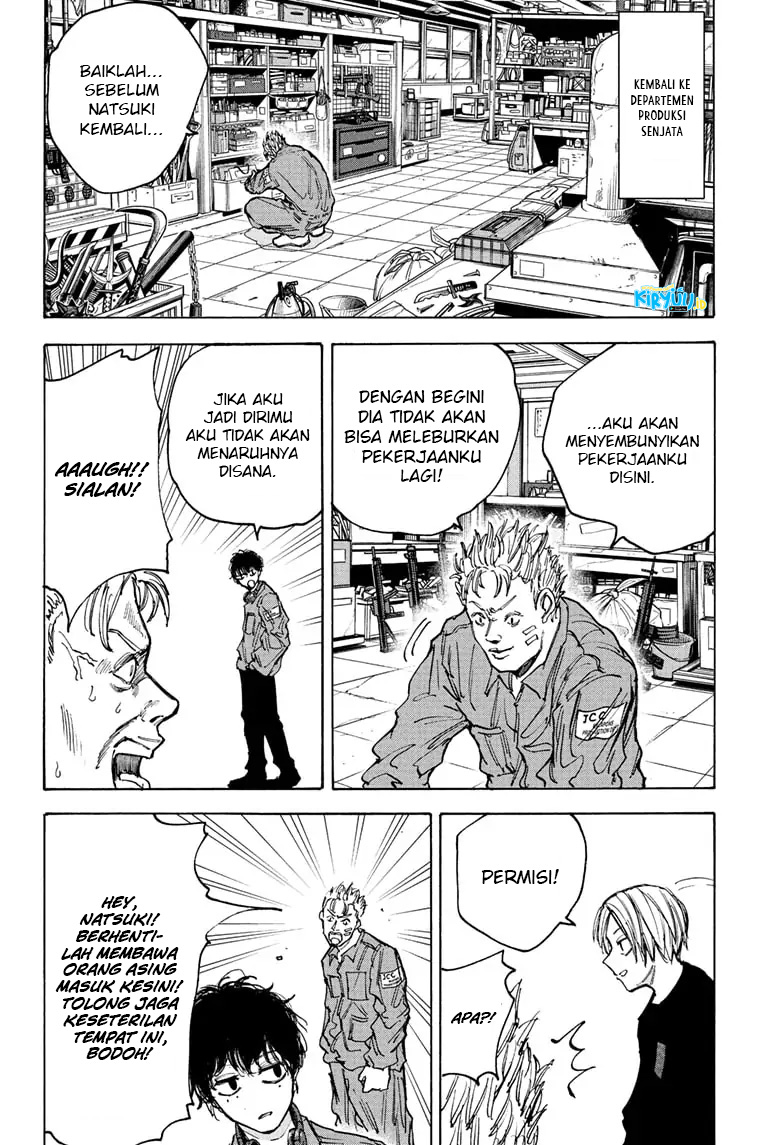 KEMBALI KE
DEPARTEMEN
PRODUKSI
SENJATA
BAIKLAH...
SEBELUM
NATSUKI
KEMBALI...
KIRYUU
...AKU AKAN
MENYEMBUNYIKAN
PEKERJAANKU
DISINI.
DENGAN BEGINI
DIA TIDAK AKAN
BISA MELEBURKAN
PEKERJAANKU
LAGI!
JCC
JIKA AKU
JADI DIRIMU
AKU TIDAK AKAN
MENARUHNYA
DISANA.
AAAUGH!!
SIALAN!
PERMISI!
APA?!
HEY,
NATSUKI!
BERHENTI-
LAH MEMBAWA
ORANG ASING
MASUK KESINI!
TOLONG JAGA
KESETERILAN
TEMPAT INI,
BODOH!
JCC